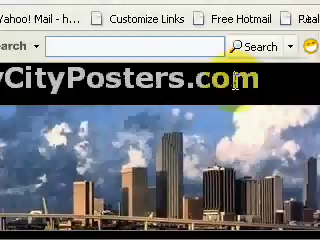 Yahoo! Mail - h... Customize Links Free Hotmail
earch Search
yCityPosters.com